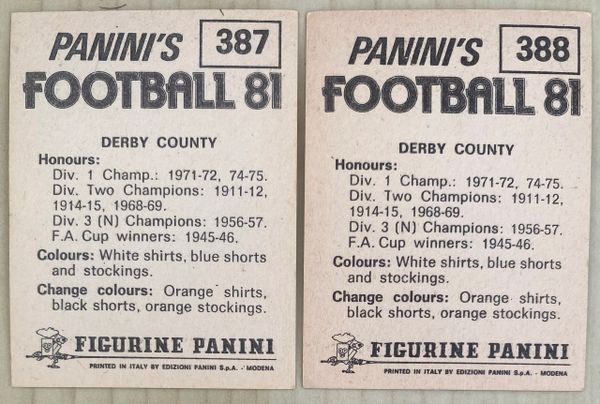 PANINI'S 387
FOOTBALL 81
DERBY COUNTY
Honours:
Div. 1 Champ.: 1971-72, 74-75.
Div. Two Champions: 1911-12,
1914-15, 1968-69.
Div. 3 (N) Champions: 1956-57.
F.A. Cup winners: 1945-46.
Colours: White shirts, blue shorts
and stockings.
Change colours: Orange shirts,
black shorts, orange stockings.
FIGURINE PANINI
PRINTED IN ITALY BY EDIZIONI PANINI S.p.A. - MODENA
PANINI'S 388
FOOTBALL 81
DERBY COUNTY
Honours:
Div. 1 Champ.: 1971-72, 74-75.
Div. Two Champions: 1911-12,
1914-15, 1968-69.
Div. 3 (N) Champions: 1956-57.
F.A. Cup winners: 1945-46.
Colours: White shirts, blue shorts
and stockings.
Change colours: Orange shirts,
black shorts, orange stockings.
FIGURINE PANINI
PRINTED IN ITALY BY EDIZIONI PANINI S.p.A. - MODENA